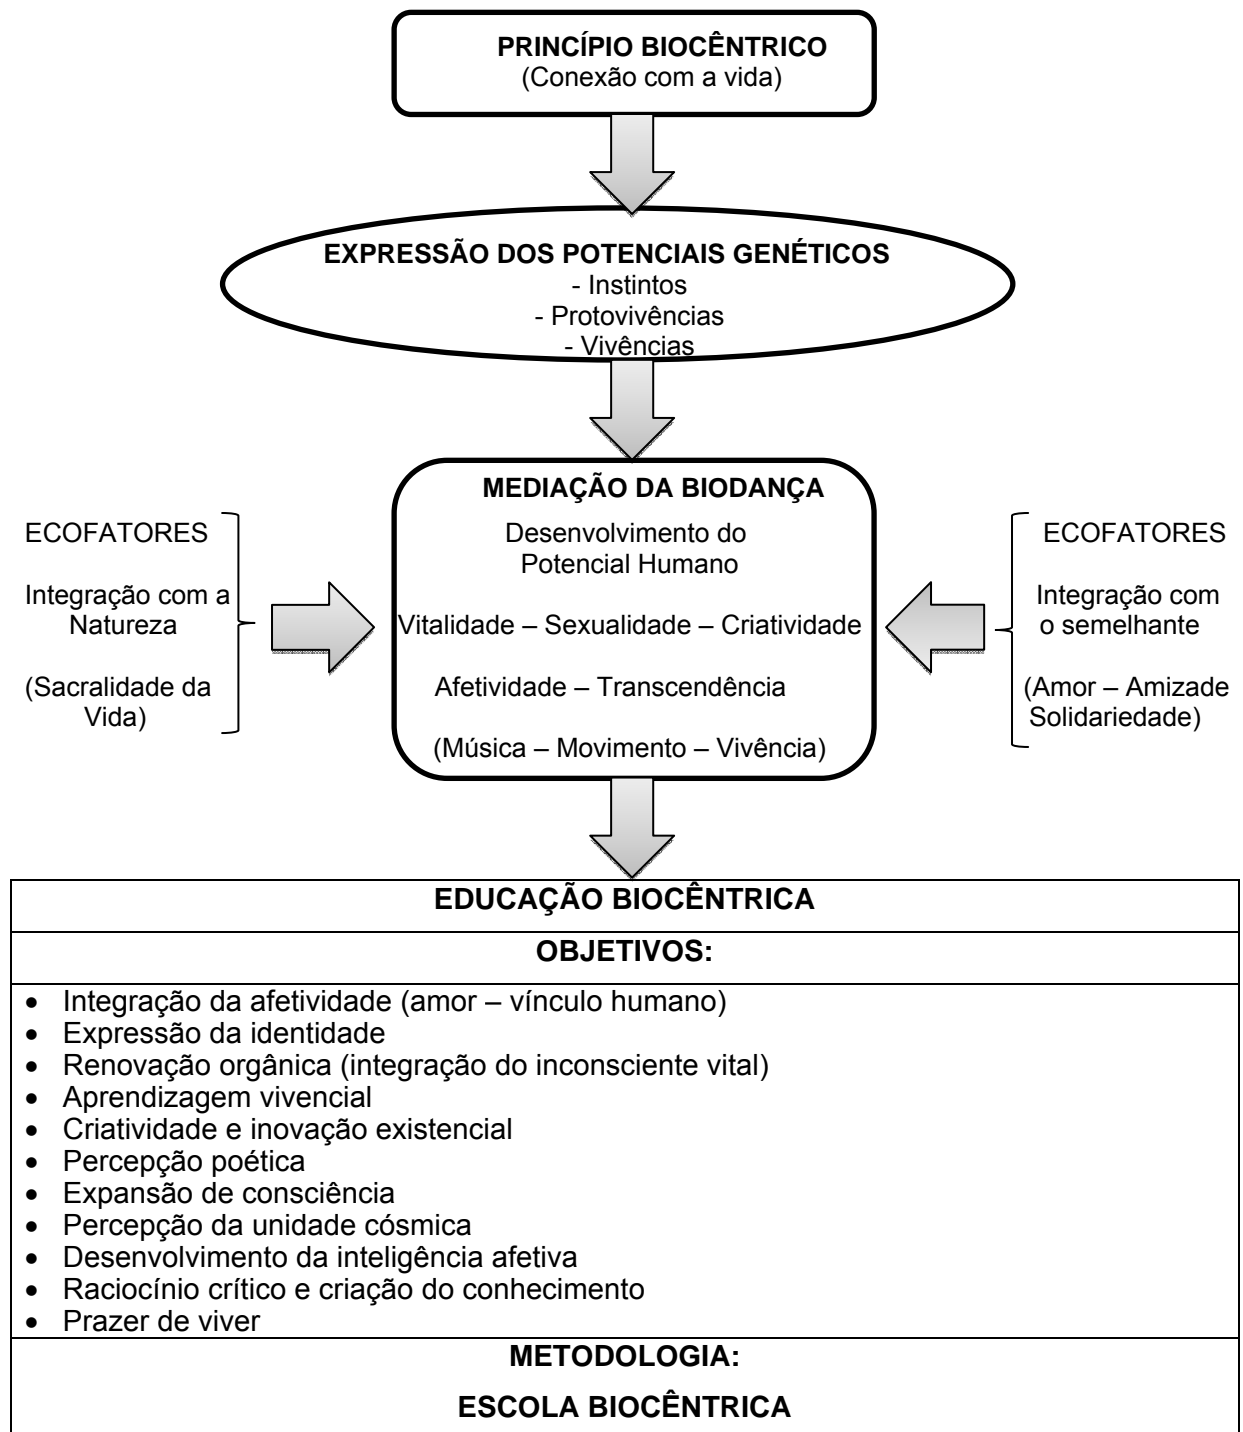 PRINCÍPIO BIOCÊNTRICO
(Conexão com a vida)
EXPRESSÃO DOS POTENCIAIS GENÉTICOS
- Instintos
- Protovivências
- Vivências
ECOFATORES
Integração com a
Natureza
(Sacralidade da
Vida)
MEDIAÇÃO DA BIODANÇA
Desenvolvimento do
Potencial Humano
Vitalidade – Sexualidade – Criatividade
Afetividade – Transcendência
(Música – Movimento – Vivência)
ECOFATORES
Integração com
o semelhante
(Amor – Amizade
Solidariedade)
EDUCAÇÃO BIOCÊNTRICA
OBJETIVOS:
• Integração da afetividade (amor – vínculo humano)
• Expressão da identidade
• Renovação orgânica (integração do inconsciente vital)
• Aprendizagem vivencial
• Criatividade e inovação existencial
• Percepção poética
• Expansão de consciência
• Percepção da unidade cósmica
• Desenvolvimento da inteligência afetiva
• Raciocínio crítico e criação do conhecimento
• Prazer de viver
METODOLOGIA:
ESCOLA BIOCÊNTRICA